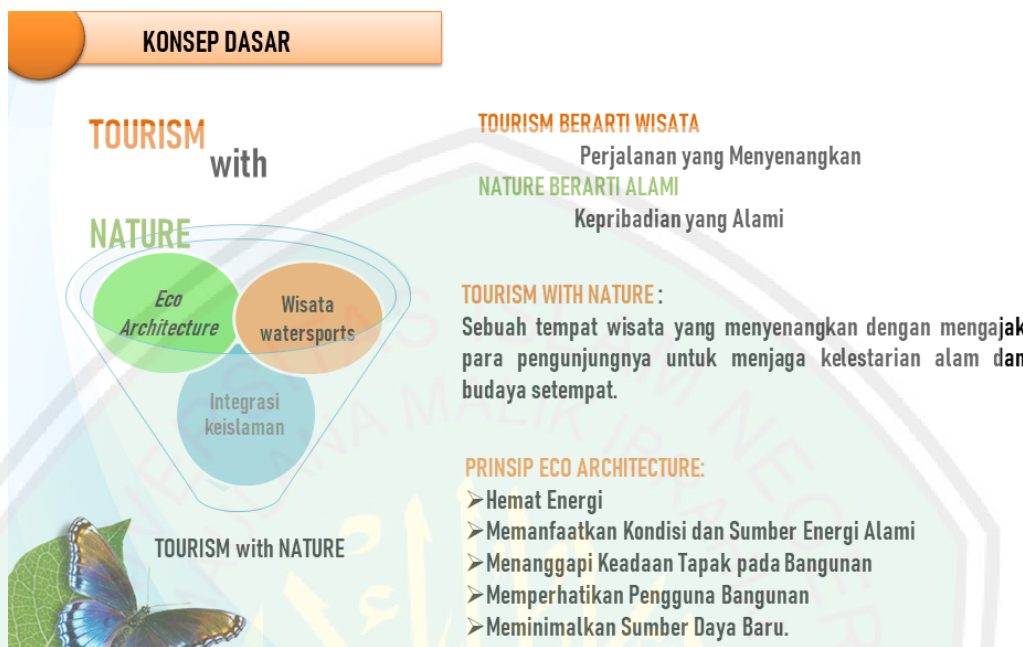 KONSEP DASAR
TOURISM
with
NATURE
Eco
Architecture
Wisata
watersports
Integrasi
keislaman
TOURISM with NATURE
TOURISM BERARTI WISATA
Perjalanan yang Menyenangkan
NATURE BERARTI ALAMI
Kepribadian yang Alami
TOURISM WITH NATURE :
Sebuah tempat wisata yang menyenangkan dengan mengajak
para pengunjungnya untuk menjaga kelestarian alam dan
budaya setempat.
PRINSIP ECO ARCHITECTURE:
➢Hemat Energi
➢Memanfaatkan Kondisi dan Sumber Energi Alami
➢Menanggapi Keadaan Tapak pada Bangunan
➢Memperhatikan Pengguna Bangunan
➢Meminimalkan Sumber Daya Baru.